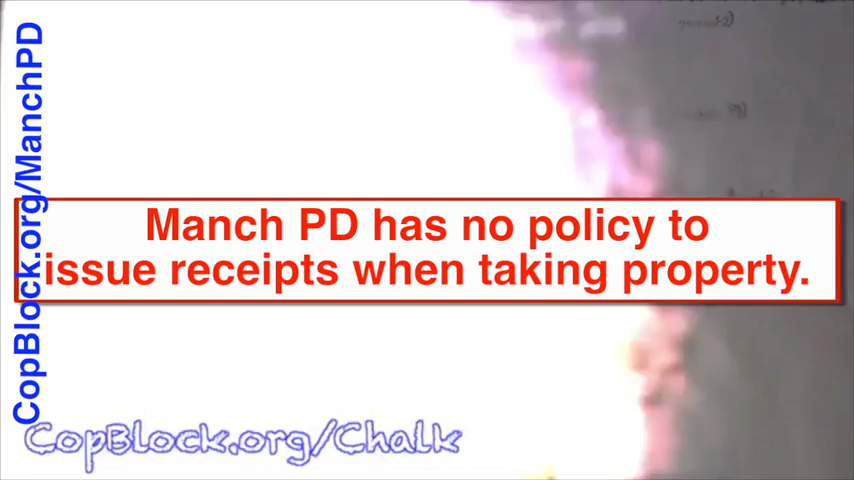 CopBlock.org/ManchPD
Manch PD has no policy to
issue receipts when taking property.
CopBlock.org/Chalk